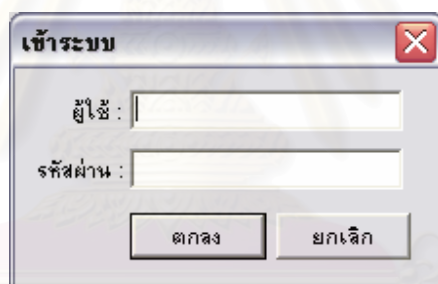 เข้าระบบ
ผู้ใช้ :
รหัสผ่าน :
ตกลง ยกเลิก